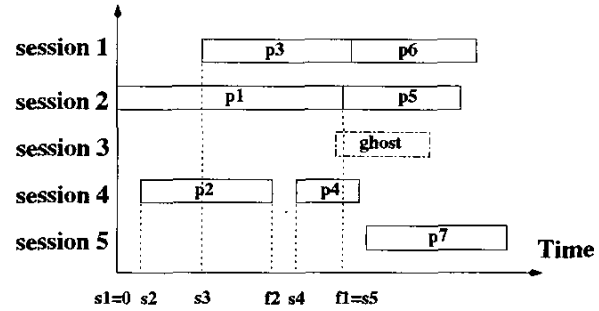 session 1 p3 p6
session 2 p1 p5
session 3 ghost
session 4 p2 p4
session 5 p7
Time
s1=0 s2 s3 f2 s4 f1=s5